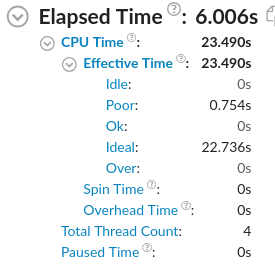 Elapsed Time ? : 6.006s
CPU Time ? : 23.490s
Effective Time ? : 23.490s
Idle: 0s
Poor: 0.754s
Ok: 0s
Ideal: 22.736s
Over: 0s
Spin Time ? : 0s
Overhead Time ? : 0s
Total Thread Count: 4
Paused Time ? : 0s